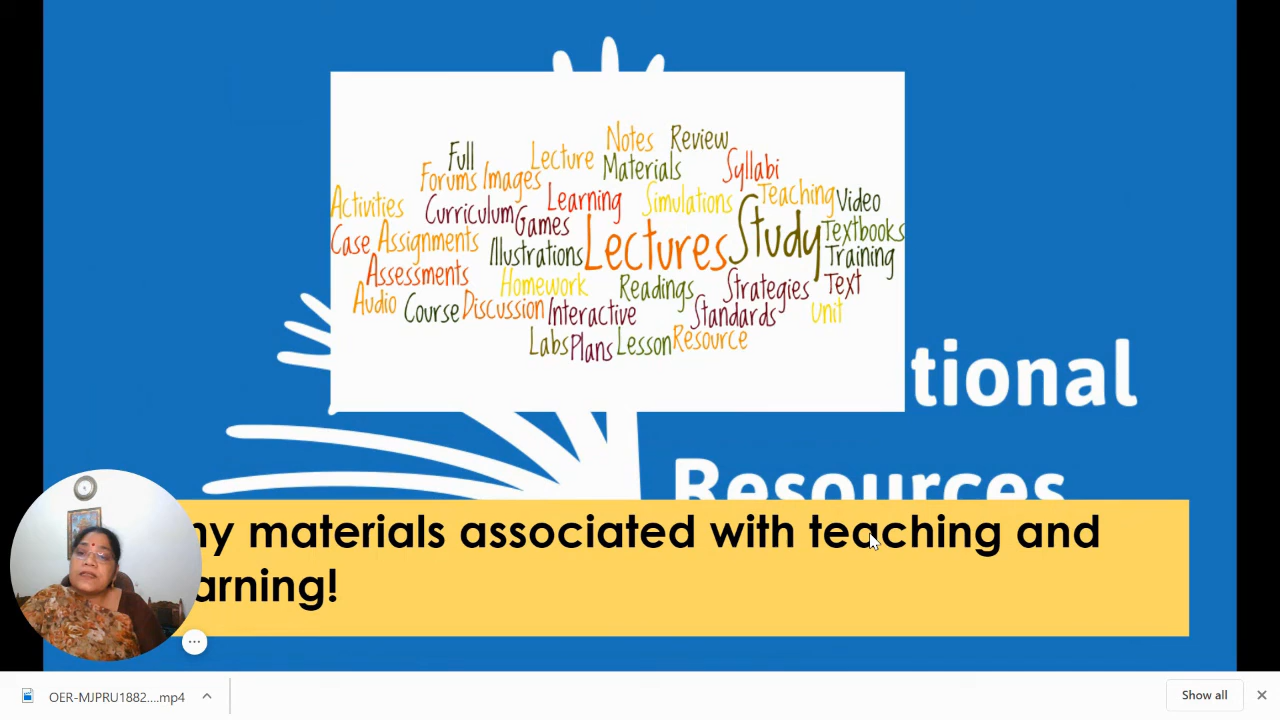 Notes Review
Full Lecture Materials Syllabi
Forums Images
Activities Curriculum Games Learning Simulations Teaching Video
Case Assignments Illustrations Lectures Study Textbooks
Training
Assessments Homework Readings Strategies Text
Audio Course Discussion Interactive Standards Unit
Labs Plans Lesson Resource
tional
Resources
ny materials associated with teaching and
arning!
OER-MJPRU1882....mp4
Show all